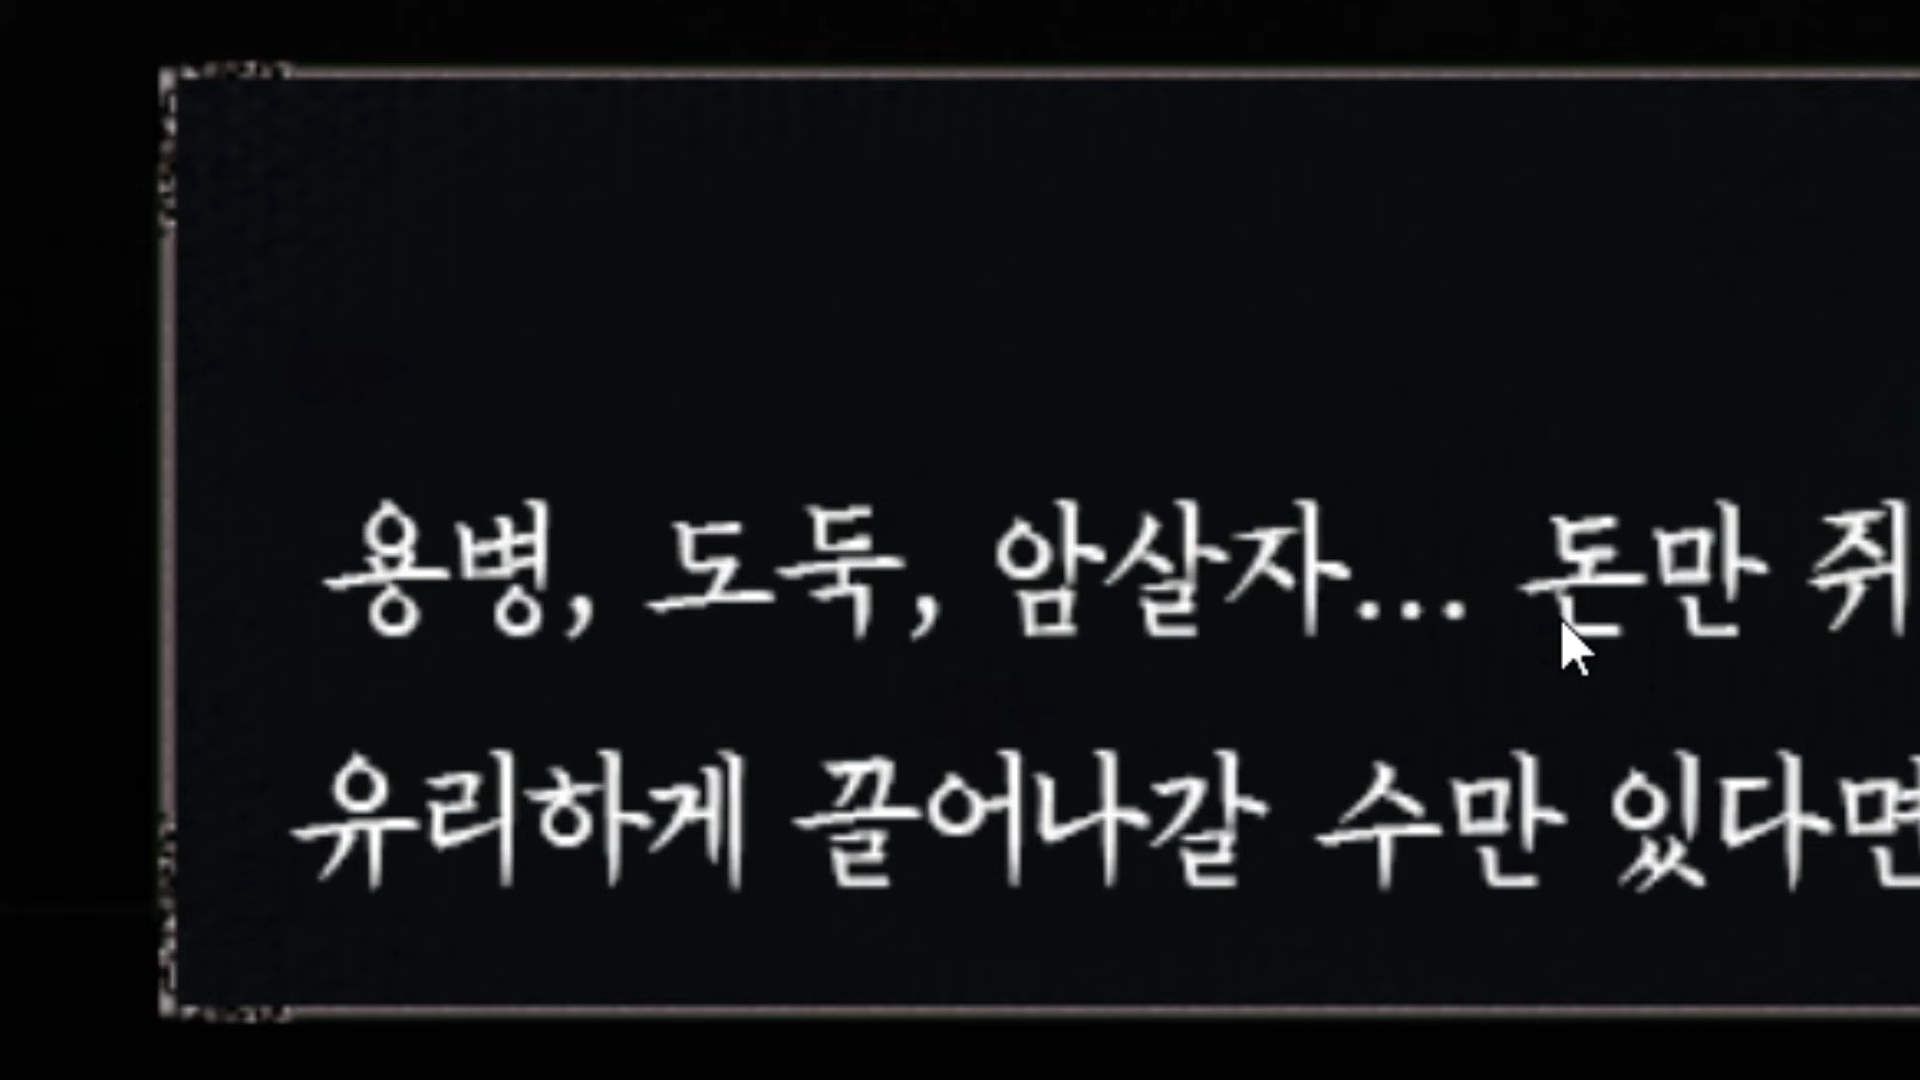 용병, 도둑, 암살자... 돈만 쥐
유리하게 끌어나갈 수만 있다면